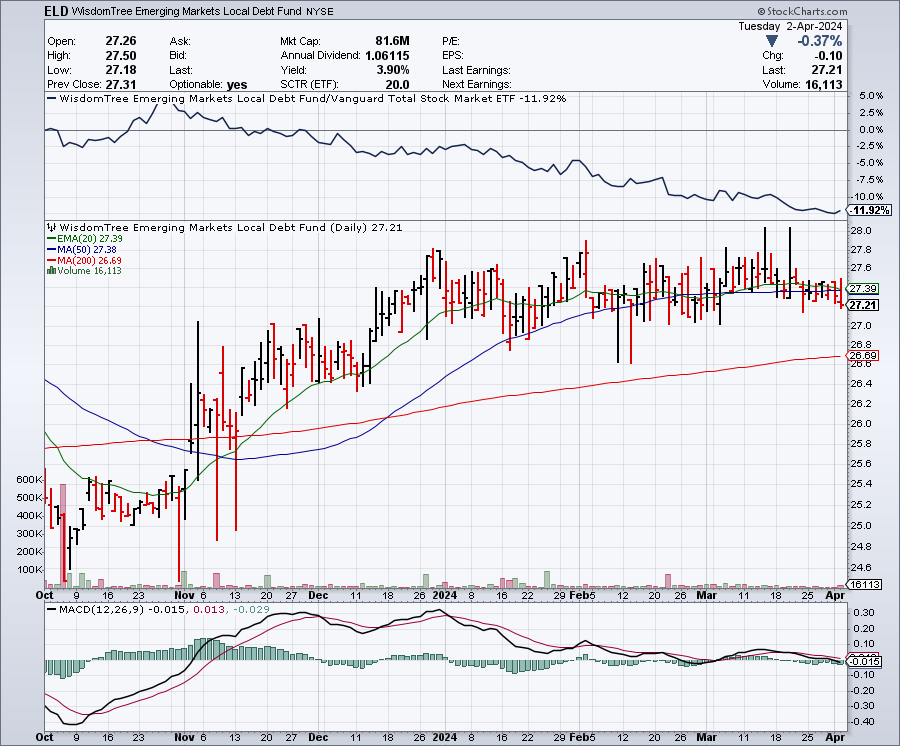 ELD WisdomTree Emerging Markets Local Debt Fund NYSE © StockCharts.com
Tuesday 2-Apr-2024
Open: 27.26 Ask: Mkt Cap: 81.6M P/E: ▼ -0.37%
High: 27.50 Bid: Annual Dividend: 1.06115 EPS: Chg: -0.10
Low: 27.18 Last: Yield: 3.90% Last Earnings: Last: 27.21
Prev Close: 27.31 Optionable: yes SCTR (ETF): 20.0 Next Earnings: Volume: 16,113
WisdomTree Emerging Markets Local Debt Fund/Vanguard Total Stock Market ETF -11.92%
5.0%
2.5%
0.0%
-2.5%
-5.0%
-7.5%
-10.0%
-11.92%
WisdomTree Emerging Markets Local Debt Fund (Daily) 27.21
EMA(20) 27.39
MA(50) 27.38
MA(200) 26.69
Volume 16,113
28.0
27.8
27.6
27.39
27.21
27.0
26.8
26.69
26.6
26.4
26.2
26.0
25.8
25.6
25.4
25.2
25.0
24.8
24.6
16113
600K
500K
400K
300K
200K
100K
Oct 9 16 23 Nov 6 13 20 27 Dec 11 18 26 2024 8 16 22 29 Feb 5 12 20 26 Mar 11 18 25 Apr
MACD(12,26,9) -0.015, 0.013, -0.029
0.30
0.20
0.10
-0.015
-0.10
-0.20
-0.30
-0.40
Oct 9 16 23 Nov 6 13 20 27 Dec 11 18 26 2024 8 16 22 29 Feb 5 12 20 26 Mar 11 18 25 Apr